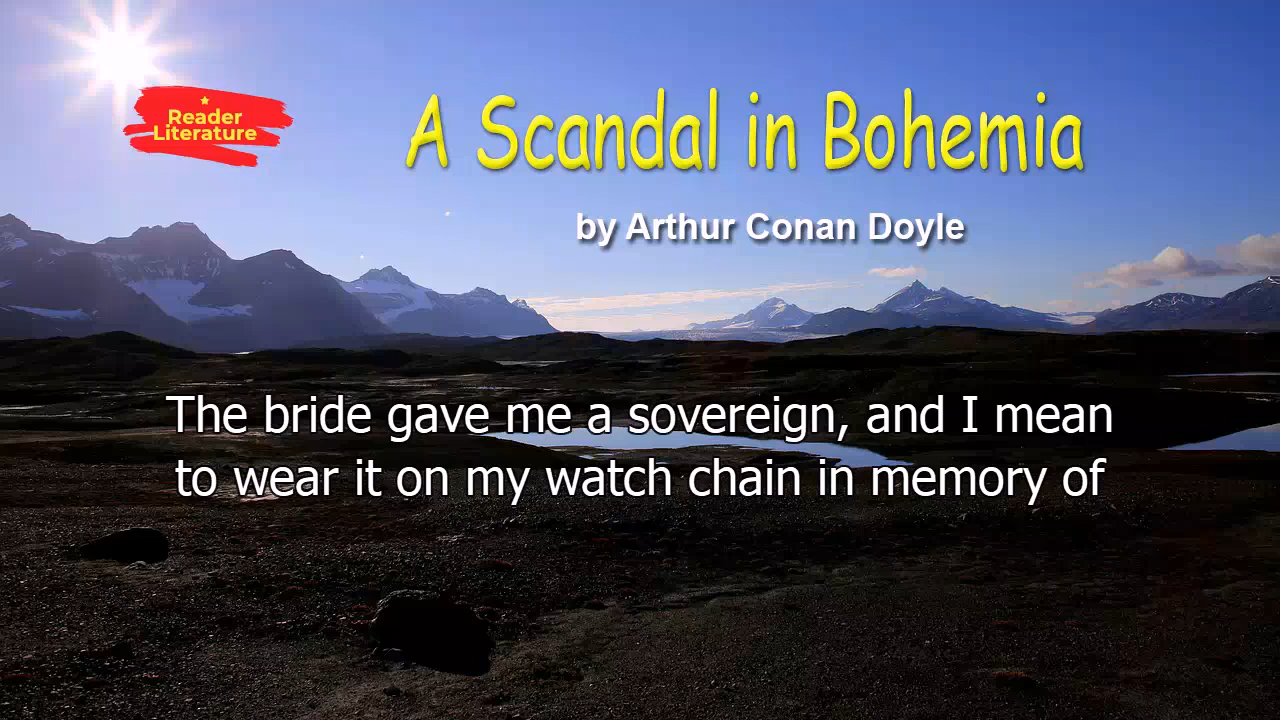 Reader
Literature
A Scandal in Bohemia
by Arthur Conan Doyle
The bride gave me a sovereign, and I mean
to wear it on my watch chain in memory of